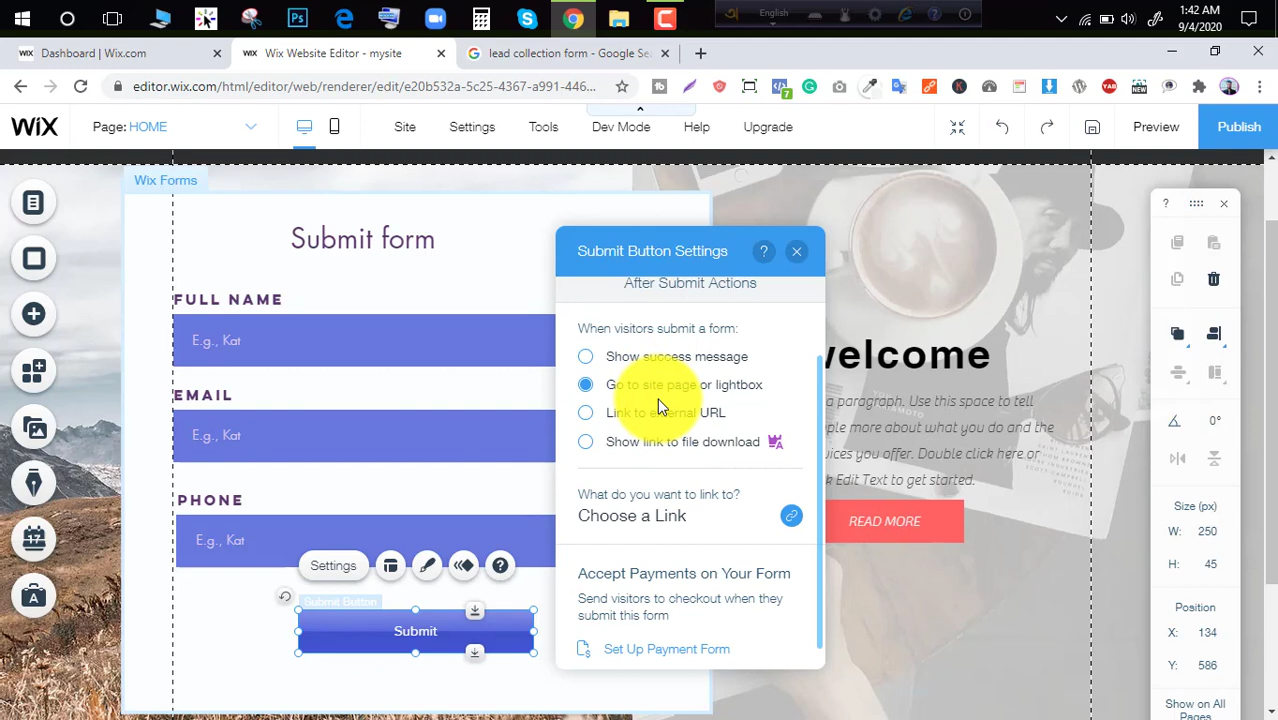 English
1:42 AM
9/4/2020
Dashboard | Wix.com
Wix Website Editor - mysite
lead collection form - Google Sea
editor.wix.com/html/editor/web/renderer/edit/e20b532a-5c25-4367-a991-446...
WiX
Page: HOME
Site
Settings
Tools
Dev Mode
Help
Upgrade
Preview
Publish
Wix Forms
Submit form
FULL NAME
E.g., Kat
EMAIL
E.g., Kat
PHONE
E.g., Kat
Settings
Submit Button
Submit
Submit Button Settings
After Submit Actions
When visitors submit a form:
Show success message
Go to site page or lightbox
Link to external URL
Show link to file download
What do you want to link to?
Choose a Link
Accept Payments on Your Form
Send visitors to checkout when they
submit this form
Set Up Payment Form
welcome
a paragraph. Use this space to tell
ople more about what you do and the
vices you offer. Double click here or
k Edit Text to get started.
READ MORE
0°
Size (px)
W: 250
H: 45
Position
X: 134
Y: 586
Show on All
Pages